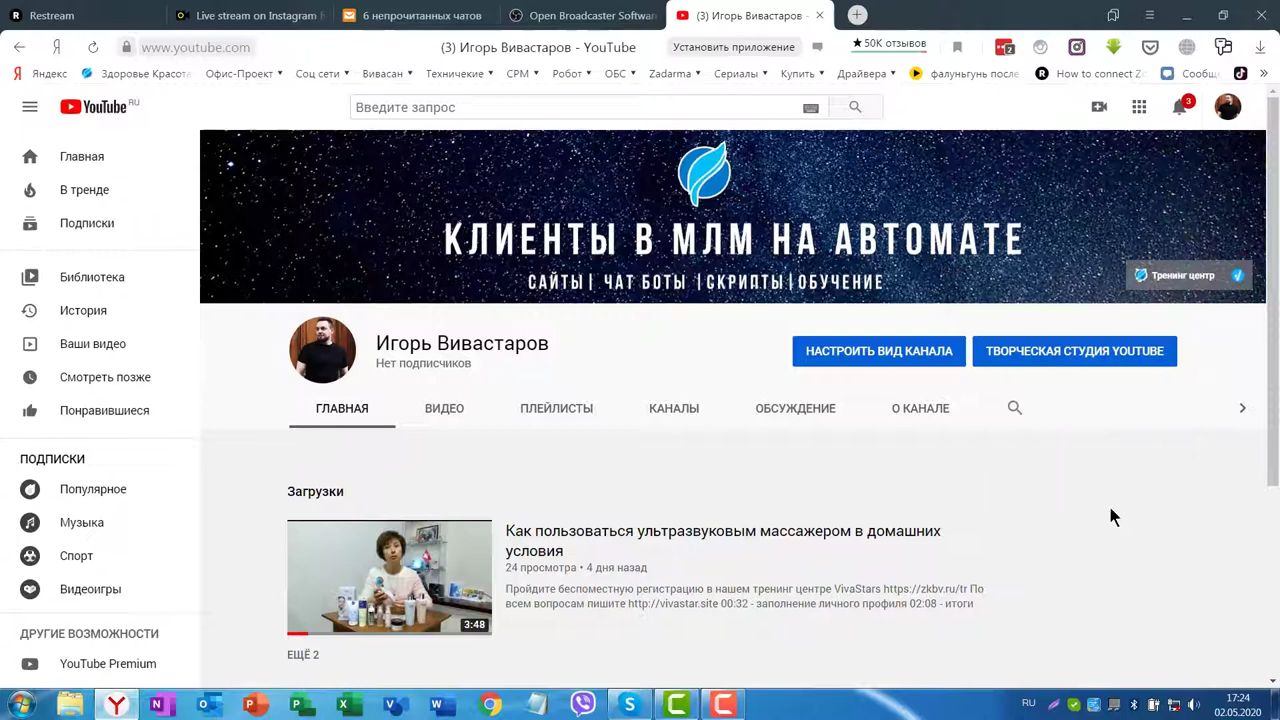 Restream
Live stream on Instagram
6 непрочитанных чатов
Open Broadcaster Softwar
(3) Игорь Вивастаров
www.youtube.com
(3) Игорь Вивастаров - YouTube
Установить приложение
★ 50K отзывов
2
Яндекс
Здоровье Красота
Офис-Проект
Соц сети
Вивасан
Техничекие
СРМ
Робот
ОБС
Zadarma
Сериалы
Купить
Драйвера
фалуньгунь после
How to connect Zo
Сообщ
YouTube RU
Введите запрос
3
Главная
В тренде
Подписки
Библиотека
История
Ваши видео
Смотреть позже
Понравившиеся
ПОДПИСКИ
Популярное
Музыка
Спорт
Видеоигры
ДРУГИЕ ВОЗМОЖНОСТИ
YouTube Premium
КЛИЕНТЫ В МЛМ НА АВТОМАТЕ
САЙТЫ| ЧАТ БОТЫ |СКРИПТЫ|ОБУЧЕНИЕ
Тренинг центр
Игорь Вивастаров
Нет подписчиков
НАСТРОИТЬ ВИД КАНАЛА
ТВОРЧЕСКАЯ СТУДИЯ YOUTUBE
ГЛАВНАЯ
ВИДЕО
ПЛЕЙЛИСТЫ
КАНАЛЫ
ОБСУЖДЕНИЕ
О КАНАЛЕ
Загрузки
3:48
Как пользоваться ультразвуковым массажером в домашних
условия
24 просмотра • 4 дня назад
Пройдите беспоместную регистрацию в нашем тренинг центре VivaStars https://zkbv.ru/tr По
всем вопросам пишите http://vivastar.site 00:32 - заполнение личного профиля 02:08 - итоги
ЕЩЁ 2
RU
17:24
02.05.2020